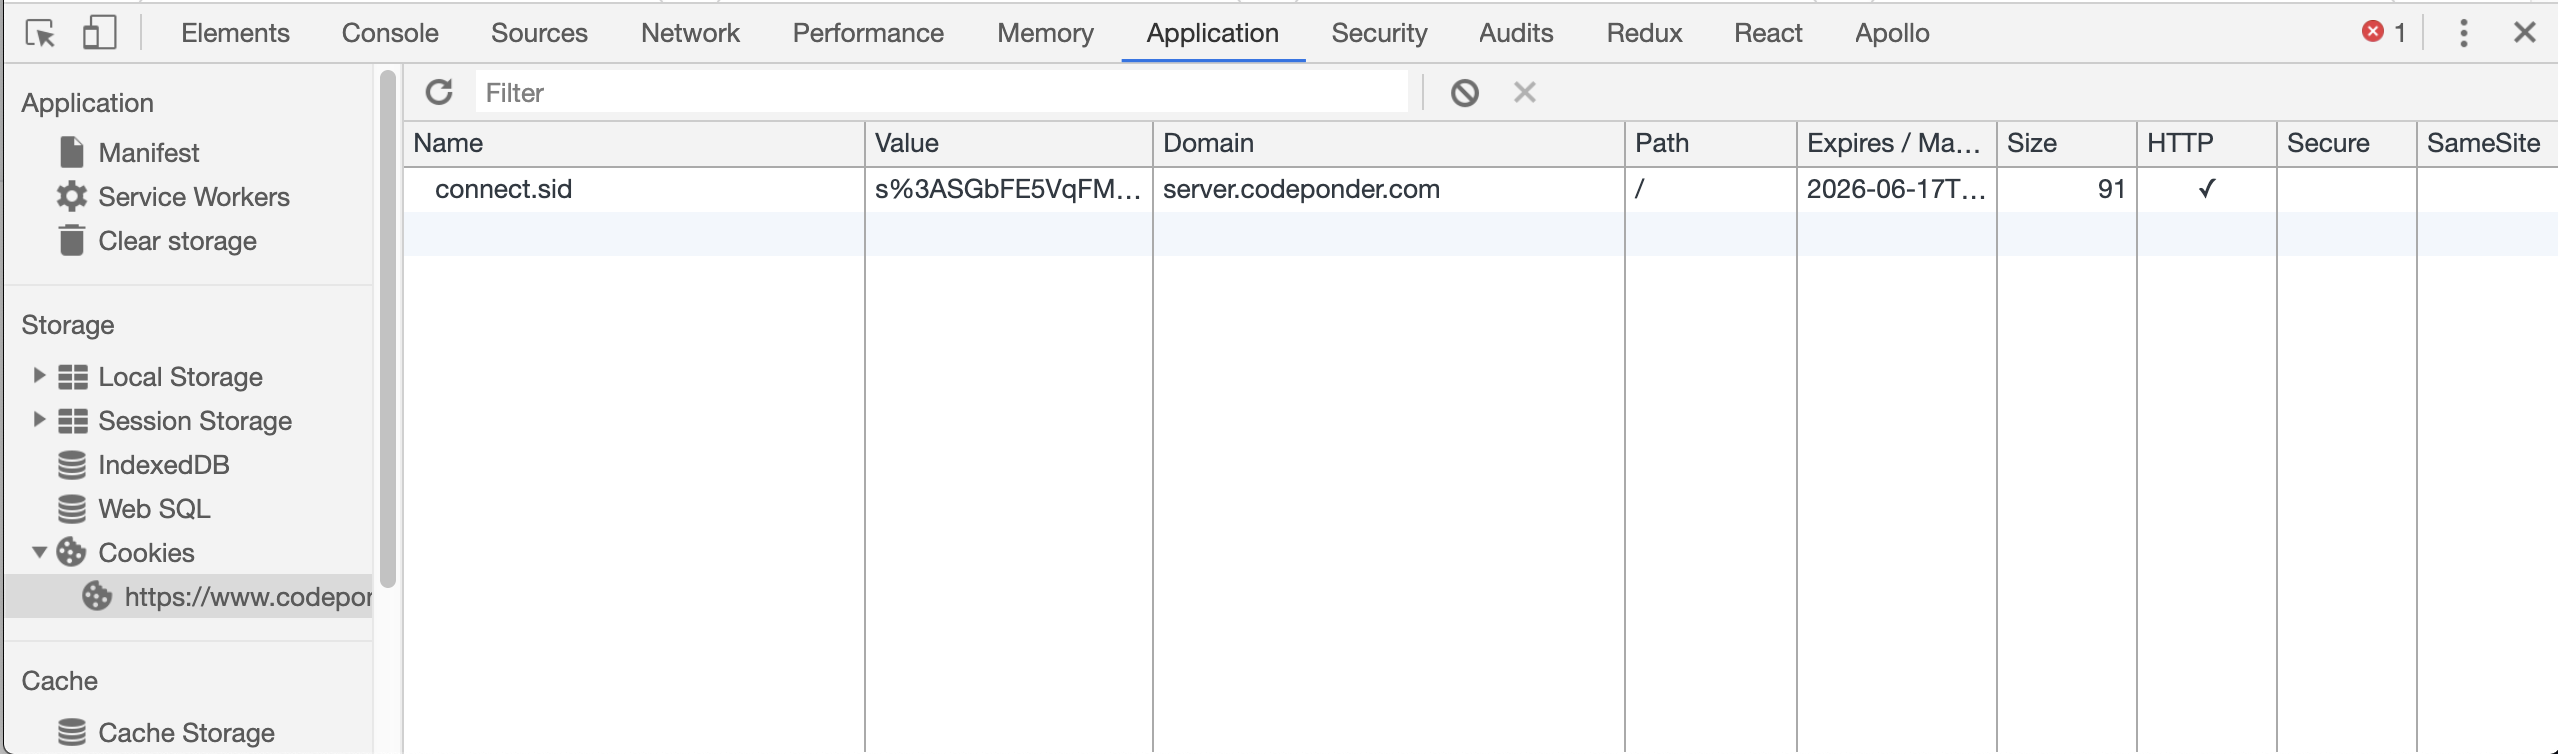 Elements Console Sources Network Performance Memory Application Security Audits Redux React Apollo 1
Application
Manifest
Service Workers
Clear storage
Storage
Local Storage
Session Storage
IndexedDB
Web SQL
Cookies
https://www.codepon
Cache
Cache Storage
Filter
Name Value Domain Path Expires / Ma... Size HTTP Secure SameSite
connect.sid s%3ASGbFE5VqFM... server.codeponder.com / 2026-06-17T... 91 ✓